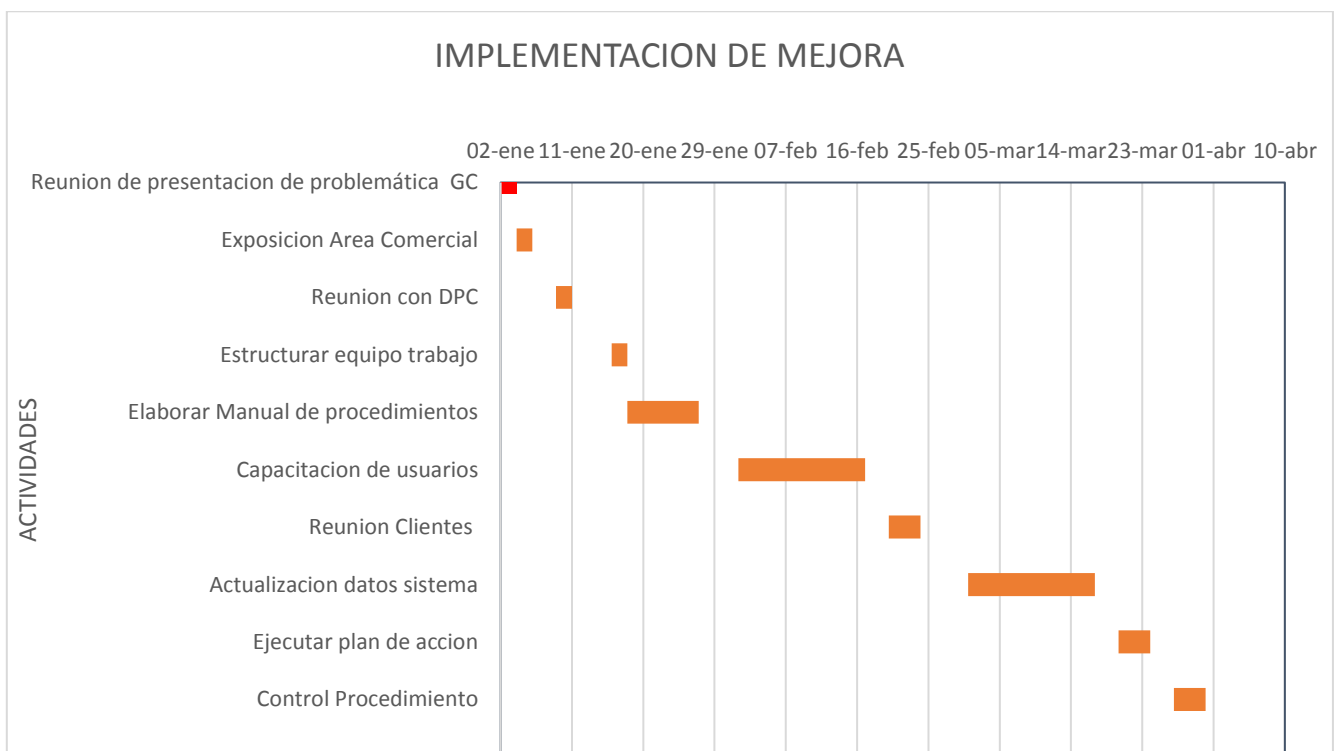 IMPLEMENTACION DE MEJORA
02-ene 11-ene 20-ene 29-ene 07-feb 16-feb 25-feb 05-mar 14-mar 23-mar 01-abr 10-abr
Reunion de presentacion de problemática GC
Exposicion Area Comercial
Reunion con DPC
Estructurar equipo trabajo
Elaborar Manual de procedimientos
Capacitacion de usuarios
Reunion Clientes
Actualizacion datos sistema
Ejecutar plan de accion
Control Procedimiento
ACTIVIDADES